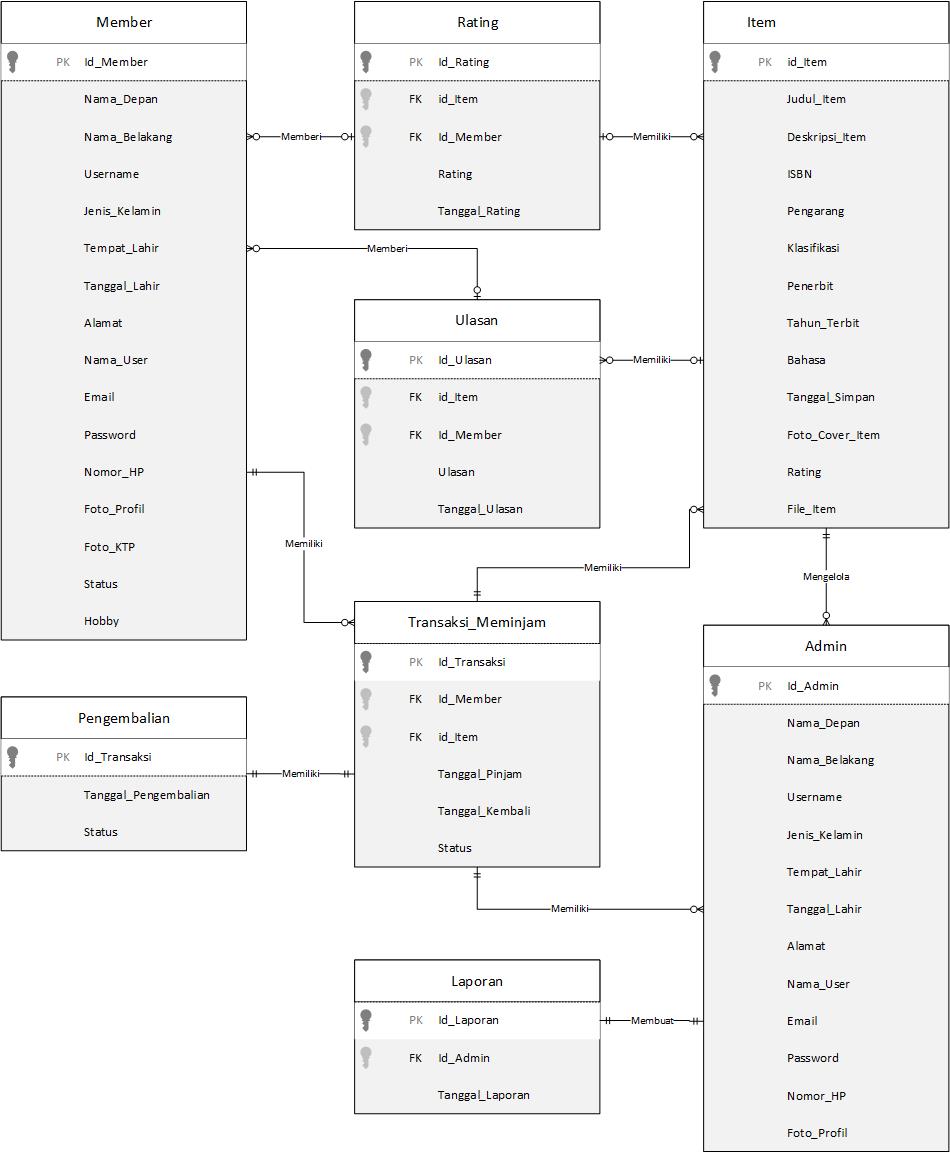 Member
PK Id_Member
Nama_Depan
Nama_Belakang
Username
Jenis_Kelamin
Tempat_Lahir
Tanggal_Lahir
Alamat
Nama_User
Email
Password
Nomor_HP
Foto_Profil
Foto_KTP
Status
Hobby
Memberi
Rating
PK Id_Rating
FK id_Item
FK Id_Member
Rating
Tanggal_Rating
Memiliki
Item
PK id_Item
Judul_Item
Deskripsi_Item
ISBN
Pengarang
Klasifikasi
Penerbit
Tahun_Terbit
Bahasa
Tanggal_Simpan
Foto_Cover_Item
Rating
File_Item
Memberi
Ulasan
PK Id_Ulasan
FK id_Item
FK Id_Member
Ulasan
Tanggal_Ulasan
Memiliki
Memiliki
Memiliki
Mengelola
Transaksi_Meminjam
PK Id_Transaksi
FK Id_Member
FK id_Item
Tanggal_Pinjam
Tanggal_Kembali
Status
Pengembalian
PK Id_Transaksi
Tanggal_Pengembalian
Status
Memiliki
Memiliki
Admin
PK Id_Admin
Nama_Depan
Nama_Belakang
Username
Jenis_Kelamin
Tempat_Lahir
Tanggal_Lahir
Alamat
Nama_User
Email
Password
Nomor_HP
Foto_Profil
Laporan
PK Id_Laporan
FK Id_Admin
Tanggal_Laporan
Membuat